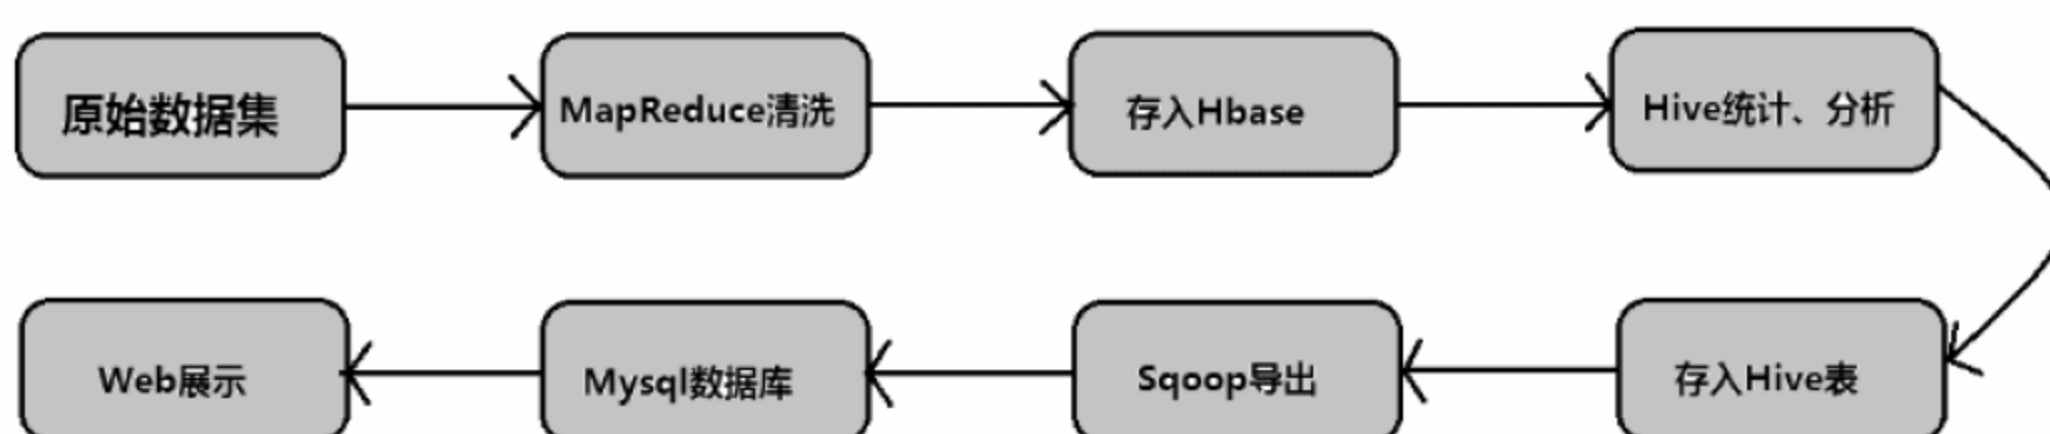 原始数据集
MapReduce清洗
存入Hbase
Hive统计、分析
存入Hive表
Sqoop导出
Mysql数据库
Web展示